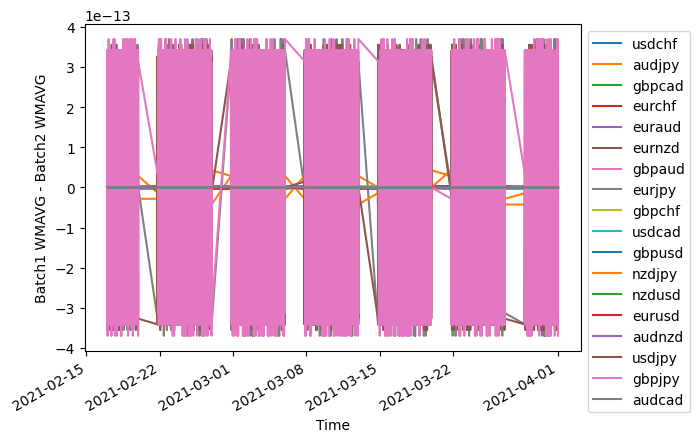 1e−13
4
3
2
1
0
−1
−2
−3
−4
Batch1 WMAVG - Batch2 WMAVG
2021-02-15
2021-02-22
2021-03-01
2021-03-08
2021-03-15
2021-03-22
2021-04-01
Time
usdchf
audjpy
gbpcad
eurchf
euraud
eurnzd
gbpaud
eurjpy
gbpchf
usdcad
gbpusd
nzdjpy
nzdusd
eurusd
audnzd
usdjpy
gbpjpy
audcad